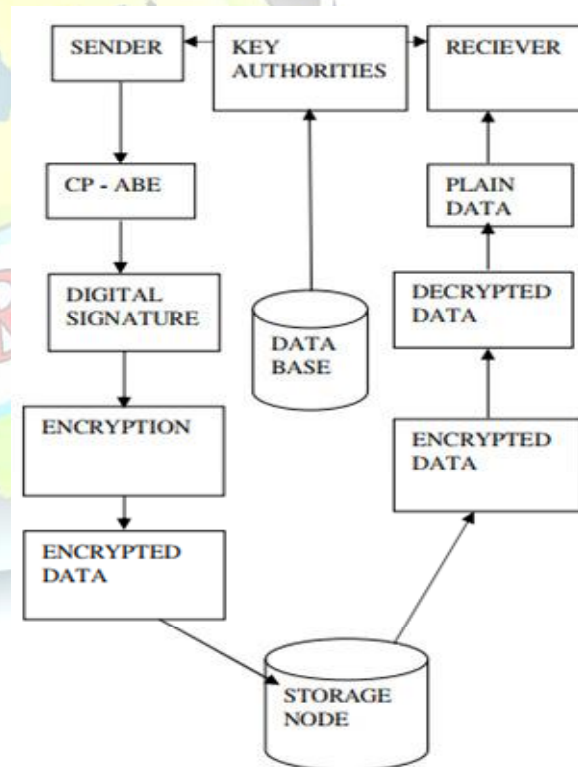 SENDER
KEY
AUTHORITIES
RECIEVER
CP - ABE
PLAIN
DATA
DIGITAL
SIGNATURE
DECRYPTED
DATA
DATA
BASE
ENCRYPTION
ENCRYPTED
DATA
ENCRYPTED
DATA
STORAGE
NODE